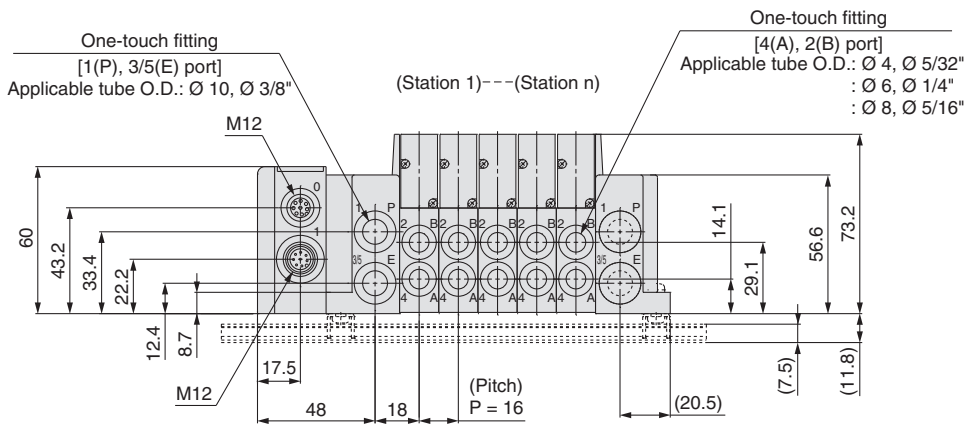 One-touch fitting
[1(P), 3/5(E) port]
Applicable tube O.D.: Ø 10, Ø 3/8"
M12
(Station 1)---(Station n)
One-touch fitting
[4(A), 2(B) port]
Applicable tube O.D.: Ø 4, Ø 5/32"
: Ø 6, Ø 1/4"
: Ø 8, Ø 5/16"
0
1
1 P
3/5 E
2 B 2 B 2 B 2 B 2 B
4 A 4 A 4 A 4 A 4 A
1 P
3/5 E
60
43.2
33.4
22.2
12.4
8.7
14.1
29.1
56.6
73.2
(7.5)
(11.8)
17.5
M12
48
18
(Pitch)
P = 16
(20.5)